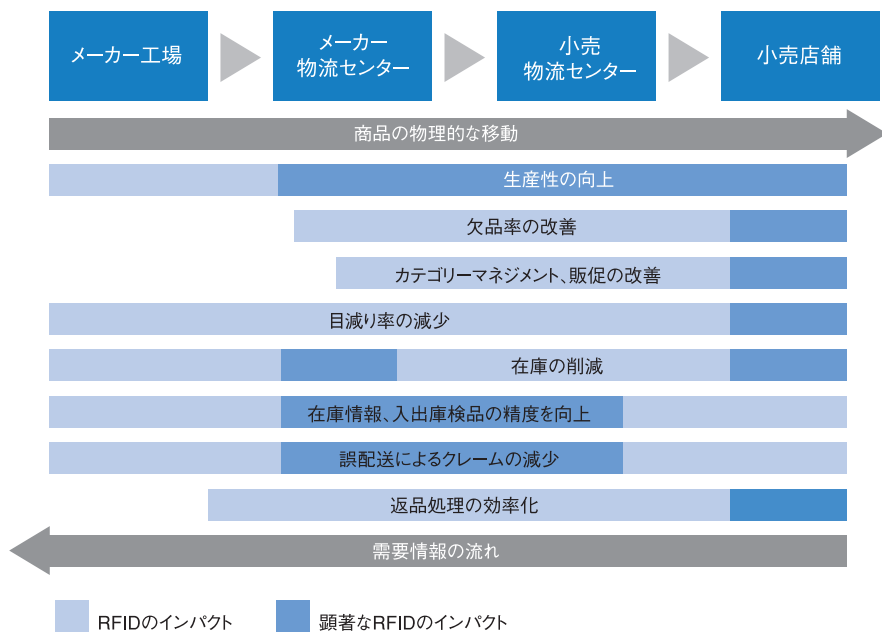 メーカー工場
メーカー
物流センター
小売
物流センター
小売店舗
商品の物理的な移動
生産性の向上
欠品率の改善
カテゴリーマネジメント、販促の改善
目減り率の減少
在庫の削減
在庫情報、入出庫検品の精度を向上
誤配送によるクレームの減少
返品処理の効率化
需要情報の流れ
RFIDのインパクト
顕著なRFIDのインパクト